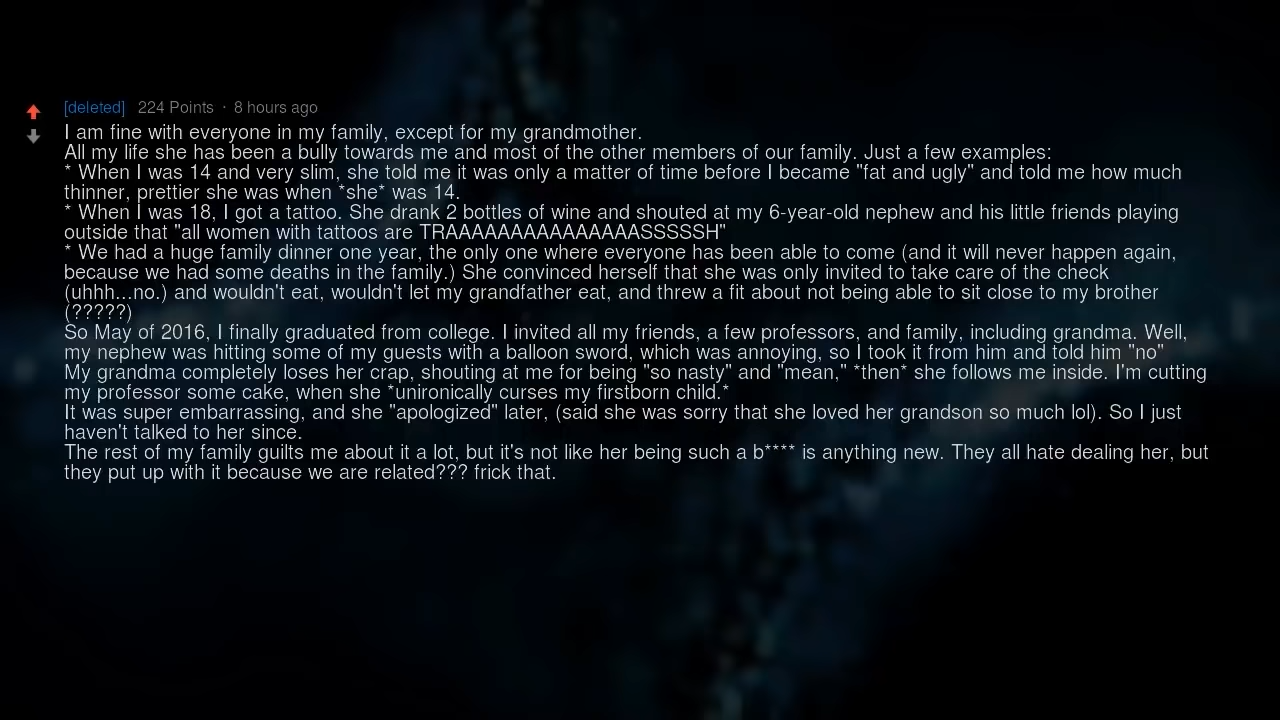 [deleted] 224 Points · 8 hours ago
I am fine with everyone in my family, except for my grandmother.
All my life she has been a bully towards me and most of the other members of our family. Just a few examples:
* When I was 14 and very slim, she told me it was only a matter of time before I became "fat and ugly" and told me how much
thinner, prettier she was when *she* was 14.
* When I was 18, I got a tattoo. She drank 2 bottles of wine and shouted at my 6-year-old nephew and his little friends playing
outside that "all women with tattoos are TRAAAAAAAAAAAAAAASSSSSH"
* We had a huge family dinner one year, the only one where everyone has been able to come (and it will never happen again,
because we had some deaths in the family.) She convinced herself that she was only invited to take care of the check
(uhhh...no.) and wouldn't eat, wouldn't let my grandfather eat, and threw a fit about not being able to sit close to my brother
(?????)
So May of 2016, I finally graduated from college. I invited all my friends, a few professors, and family, including grandma. Well,
my nephew was hitting some of my guests with a balloon sword, which was annoying, so I took it from him and told him "no"
My grandma completely loses her crap, shouting at me for being "so nasty" and "mean," *then* she follows me inside. I'm cutting
my professor some cake, when she *unironically curses my firstborn child.*
It was super embarrassing, and she "apologized" later, (said she was sorry that she loved her grandson so much lol). So I just
haven't talked to her since.
The rest of my family guilts me about it a lot, but it's not like her being such a b**** is anything new. They all hate dealing her, but
they put up with it because we are related??? frick that.